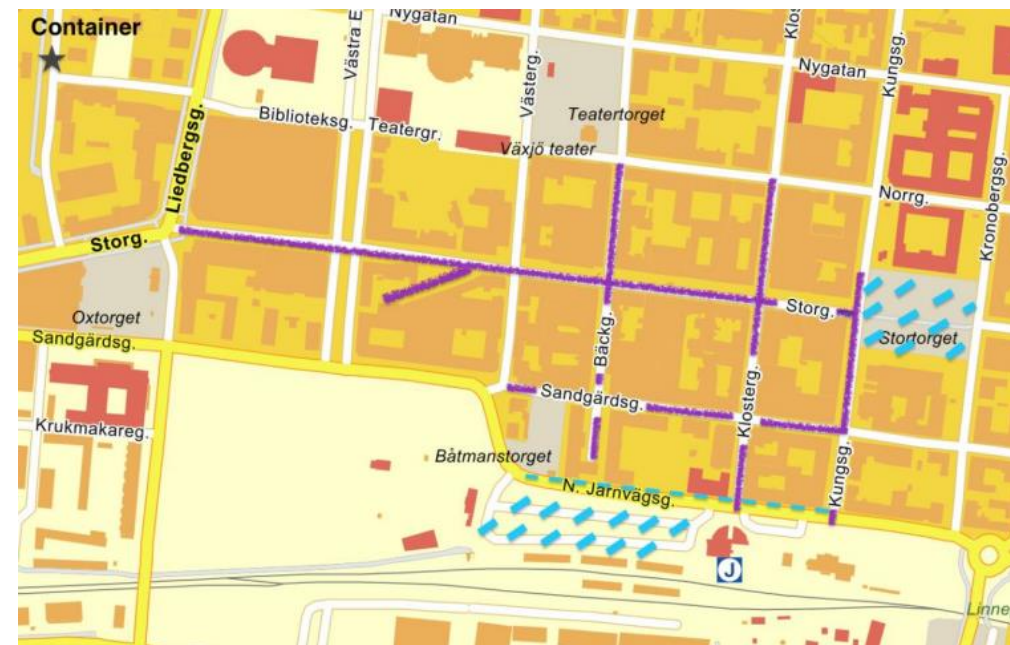 Container
Nygatan
Klos
Kungsg.
Västra E
Västerg.
Nygatan
Liedbergsg.
Biblioteksg.
Teatergr.
Teatertorget
Växjö teater
Norrg.
Kronobergsg.
Storg.
Storg.
Oxtorget
Stortorget
Sandgärdsg.
Bäckg.
Sandgärdsg.
Klosterg.
Krukmakareg.
Båtmanstorget
N. Järnvägsg.
Kungsg.
J
Linne